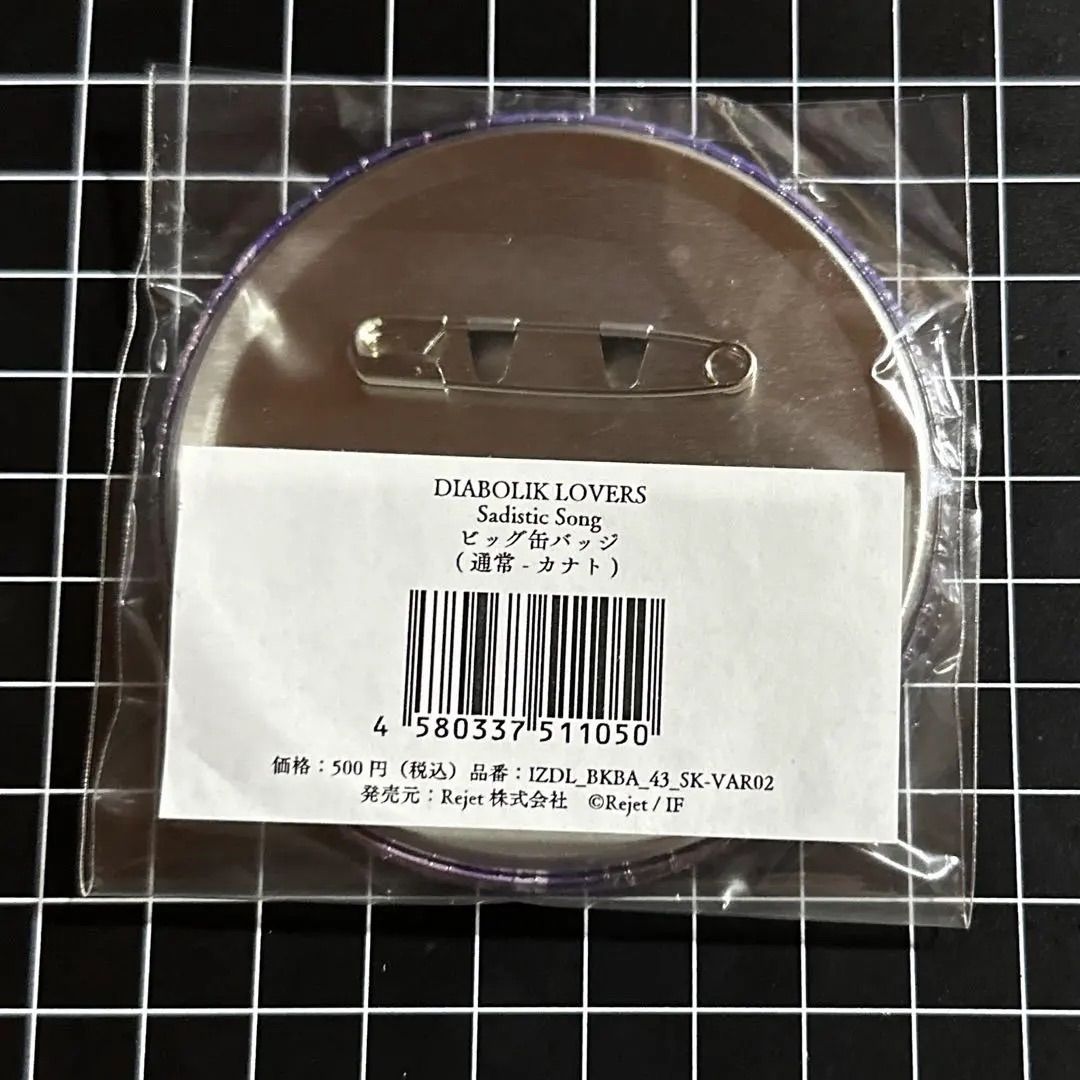 DIABOLIK LOVERS
Sadistic Song
ビッグ缶バッジ
(通常-カナト)
4 580337 511050
価格：500円（税込）品番：IZDL_BKBA_43_SK-VAR02
発売元：Rejet 株式会社　©Rejet / IF